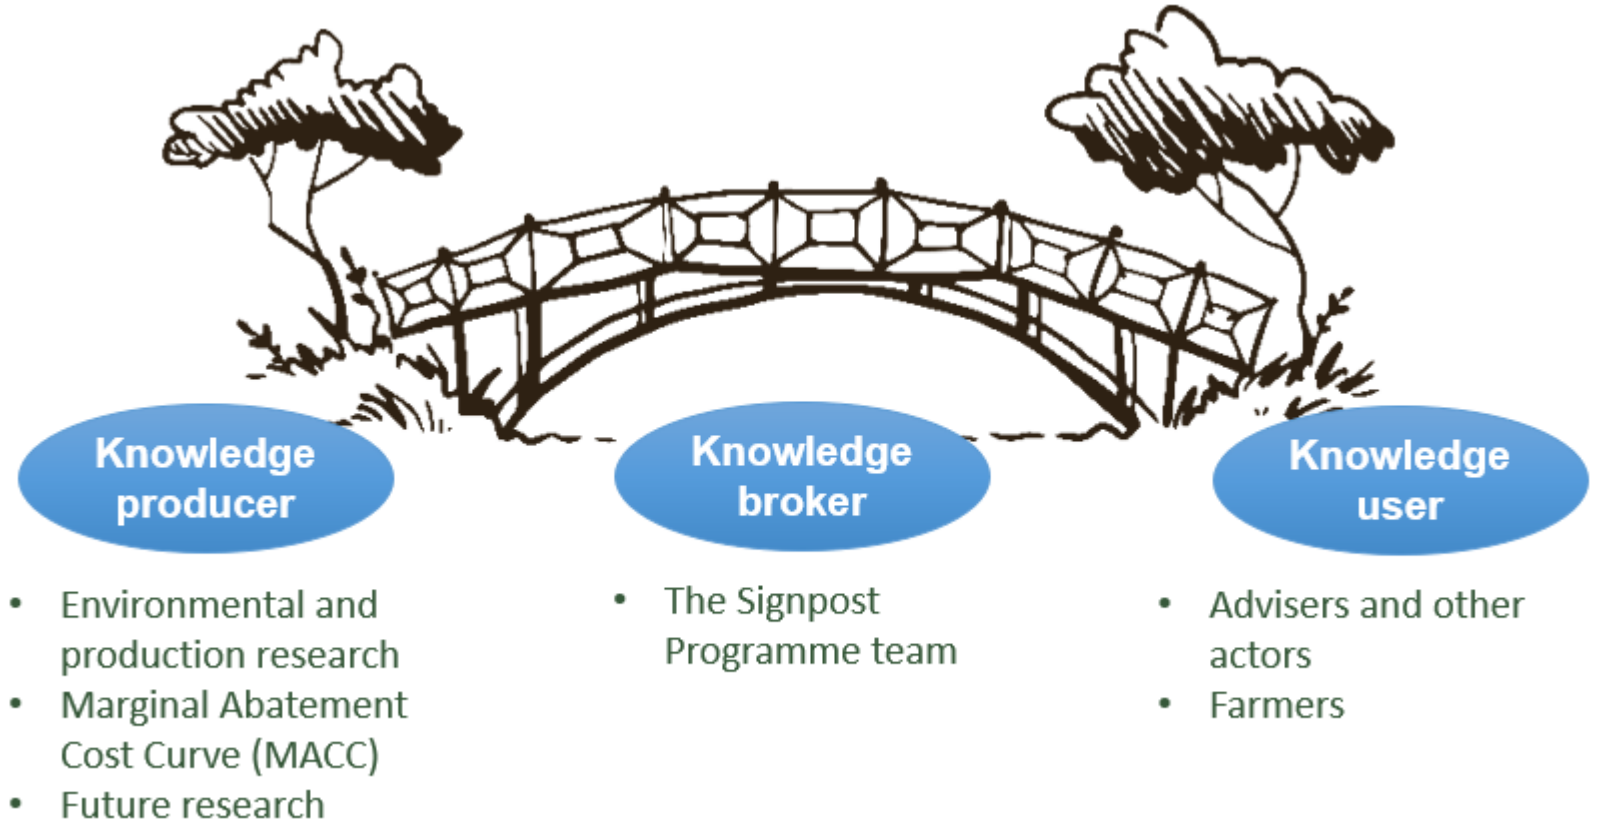 Knowledge
producer
• Environmental and
production research
• Marginal Abatement
Cost Curve (MACC)
• Future research
Knowledge
broker
• The Signpost
Programme team
Knowledge
user
• Advisers and other
actors
• Farmers